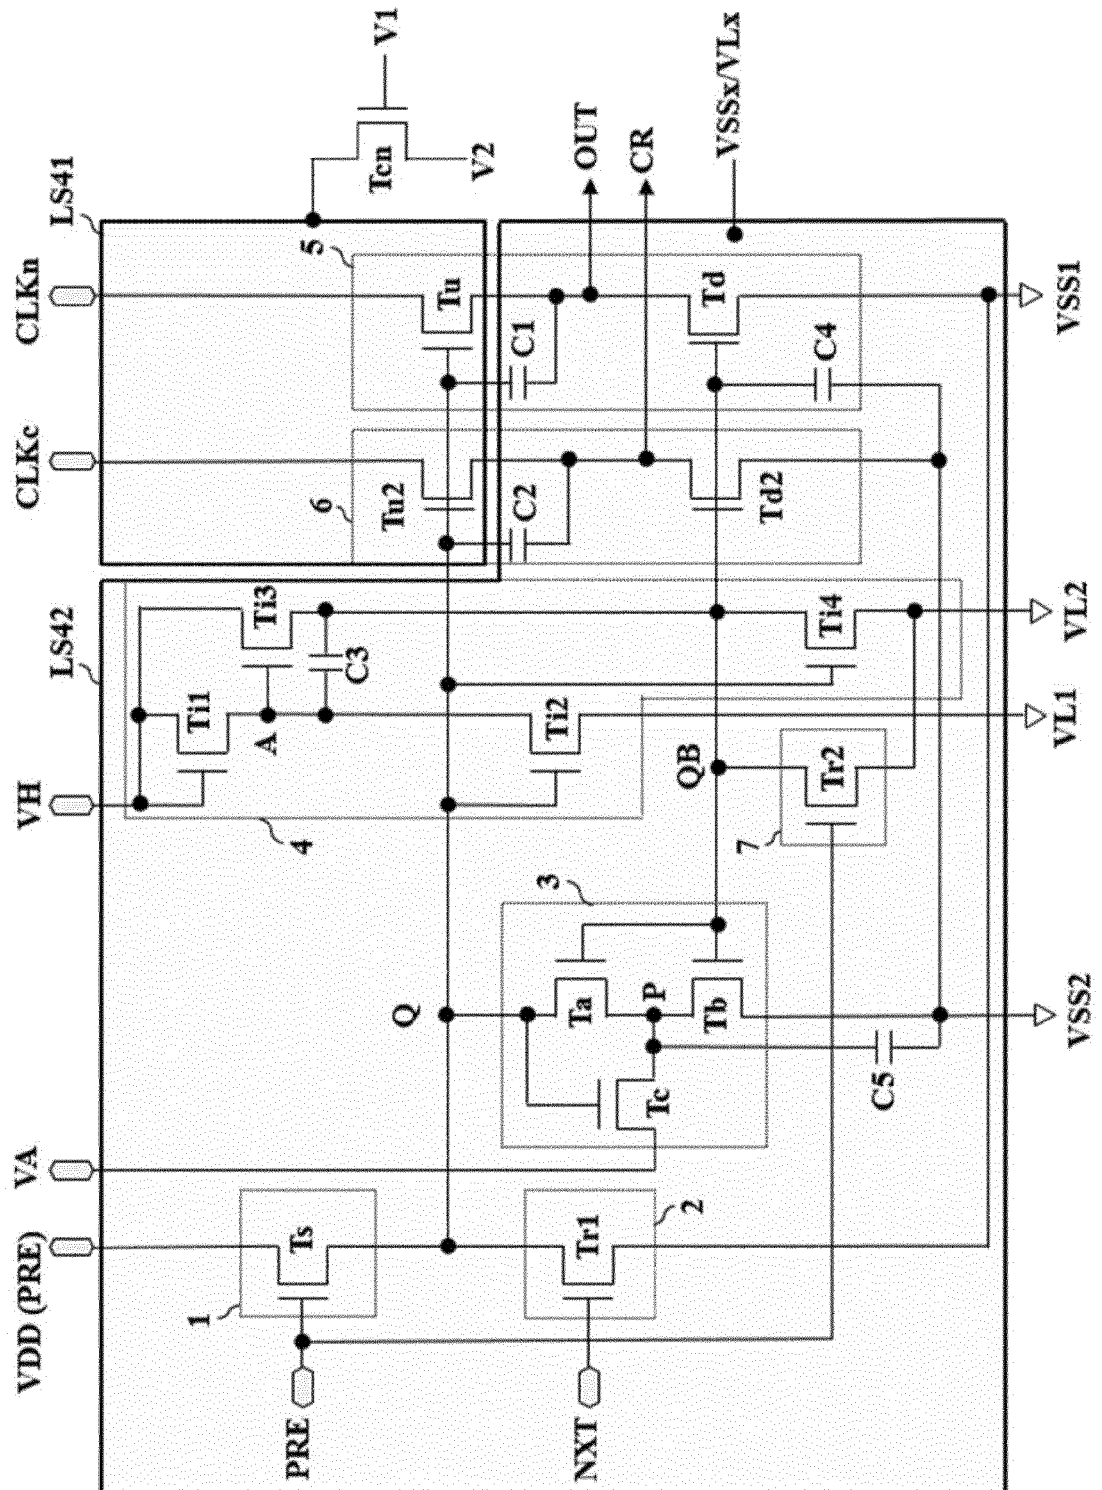 VDD (PRE)
VA
VH
CLKc
CLKn
LS42
LS41
V1
Tcn
V2
1
Ts
PRE
4
Ti1
Ti3
A
C3
6
Tu2
5
Tu
C2
C1
OUT
CR
VSSx/VLx
Q
2
Tr1
NXT
3
Ta
P
Tb
Tc
Ti2
QB
7
Tr2
Ti4
Td2
Td
C4
C5
VSS2
VL1
VL2
VSS1